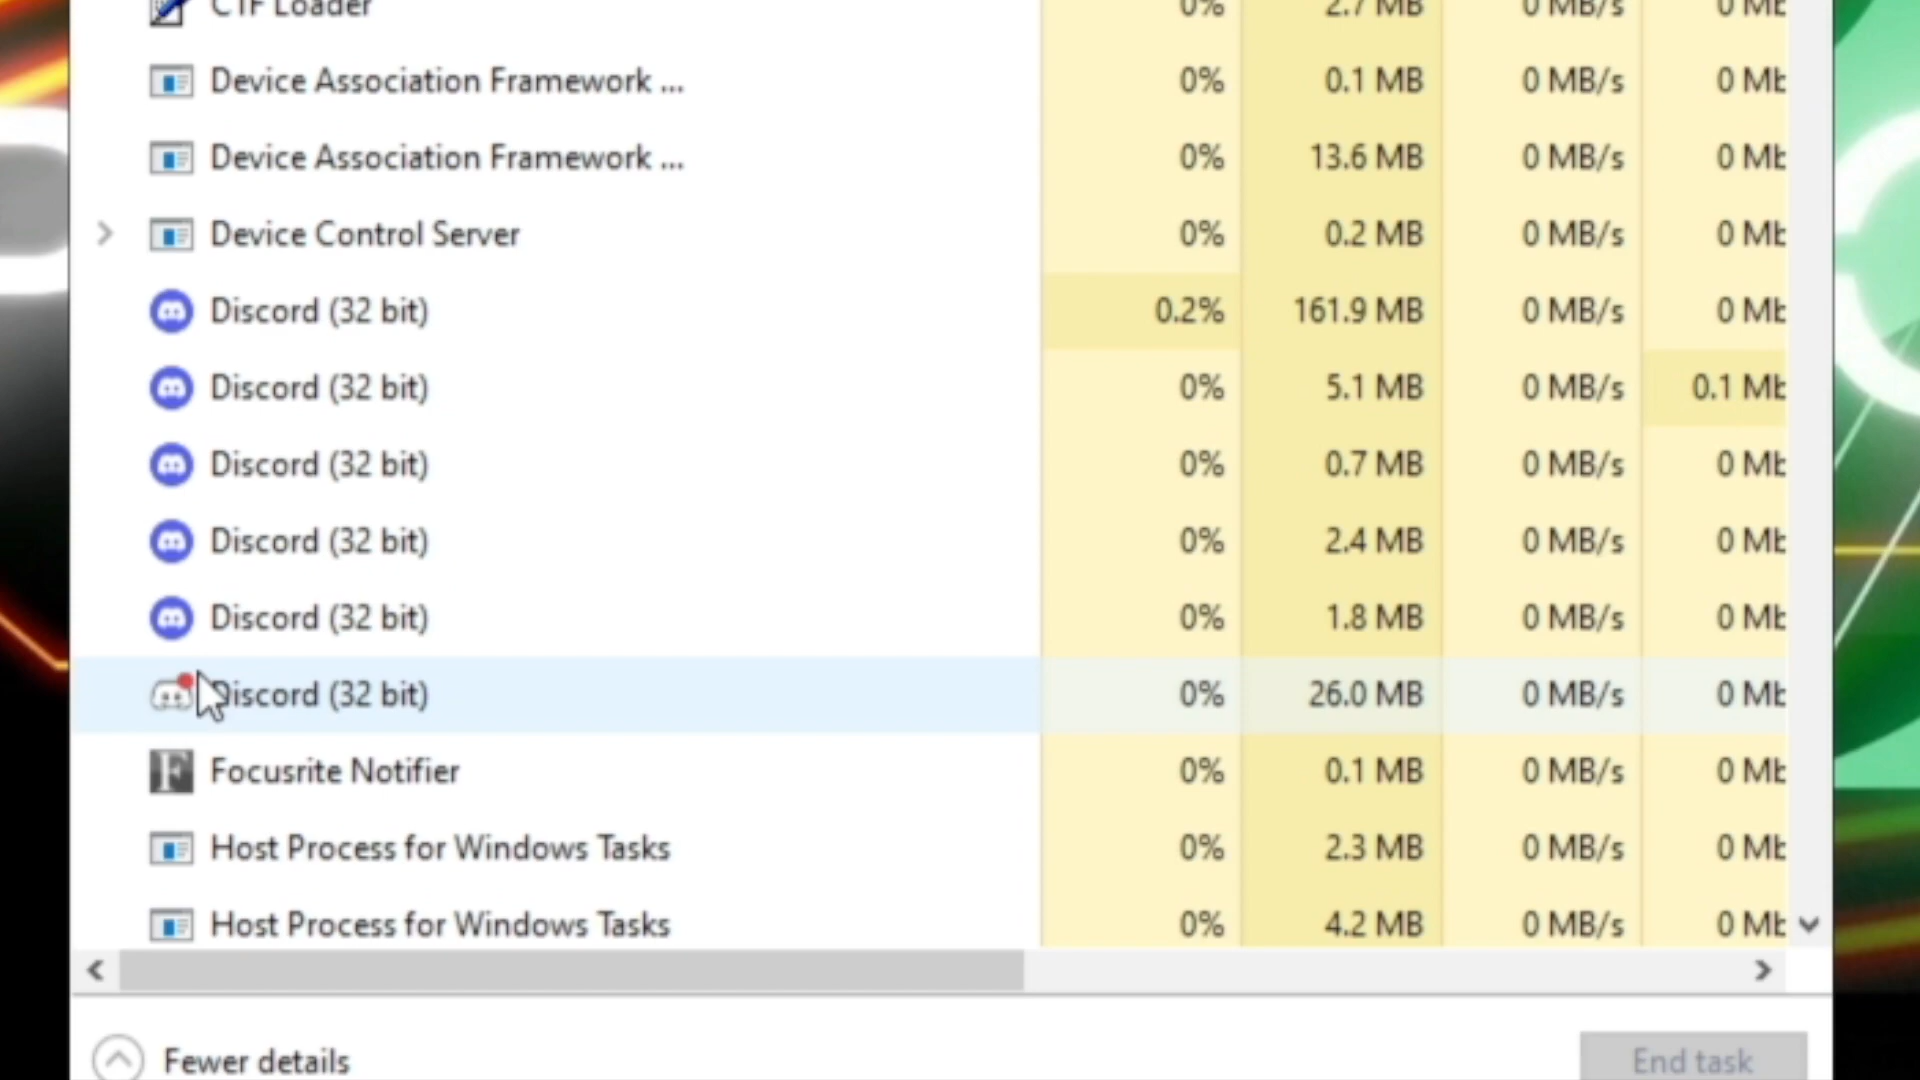 CTF Loader 0% 2.7 MB 0 MB/s 0 Mb
Device Association Framework ... 0% 0.1 MB 0 MB/s 0 Mb
Device Association Framework ... 0% 13.6 MB 0 MB/s 0 Mb
Device Control Server 0% 0.2 MB 0 MB/s 0 Mb
Discord (32 bit) 0.2% 161.9 MB 0 MB/s 0 Mb
Discord (32 bit) 0% 5.1 MB 0 MB/s 0.1 Mb
Discord (32 bit) 0% 0.7 MB 0 MB/s 0 Mb
Discord (32 bit) 0% 2.4 MB 0 MB/s 0 Mb
Discord (32 bit) 0% 1.8 MB 0 MB/s 0 Mb
Discord (32 bit) 0% 26.0 MB 0 MB/s 0 Mb
Focusrite Notifier 0% 0.1 MB 0 MB/s 0 Mb
Host Process for Windows Tasks 0% 2.3 MB 0 MB/s 0 Mb
Host Process for Windows Tasks 0% 4.2 MB 0 MB/s 0 Mb
Fewer details End task